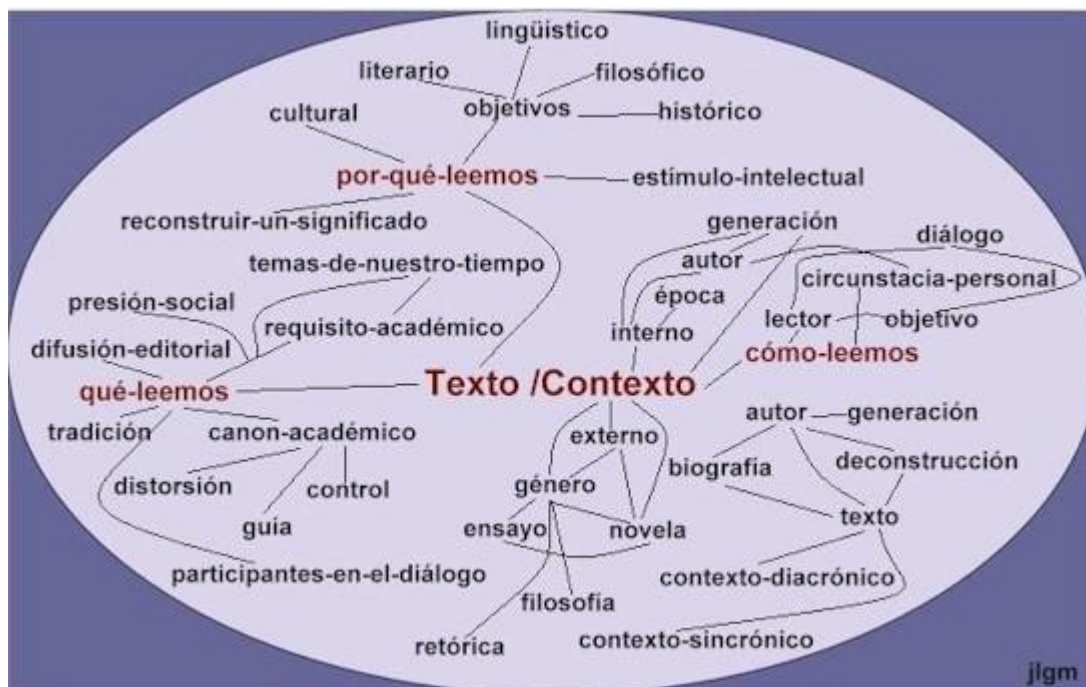 lingüistico
literario
filosófico
objetivos
histórico
cultural
por-qué-leemos
estímulo-intelectual
reconstruir-un-significado
generación
diálogo
temas-de-nuestro-tiempo
autor
circunstacia-personal
presión-social
época
requisito-académico
interno
lector
objetivo
difusión-editorial
cómo-leemos
qué-leemos
Texto /Contexto
tradición
canon-académico
externo
autor
generación
biografía
deconstrucción
distorsión
control
género
guía
ensayo
novela
texto
participantes-en-el-diálogo
contexto-diacrónico
filosofía
retórica
contexto-sincrónico
jlgm